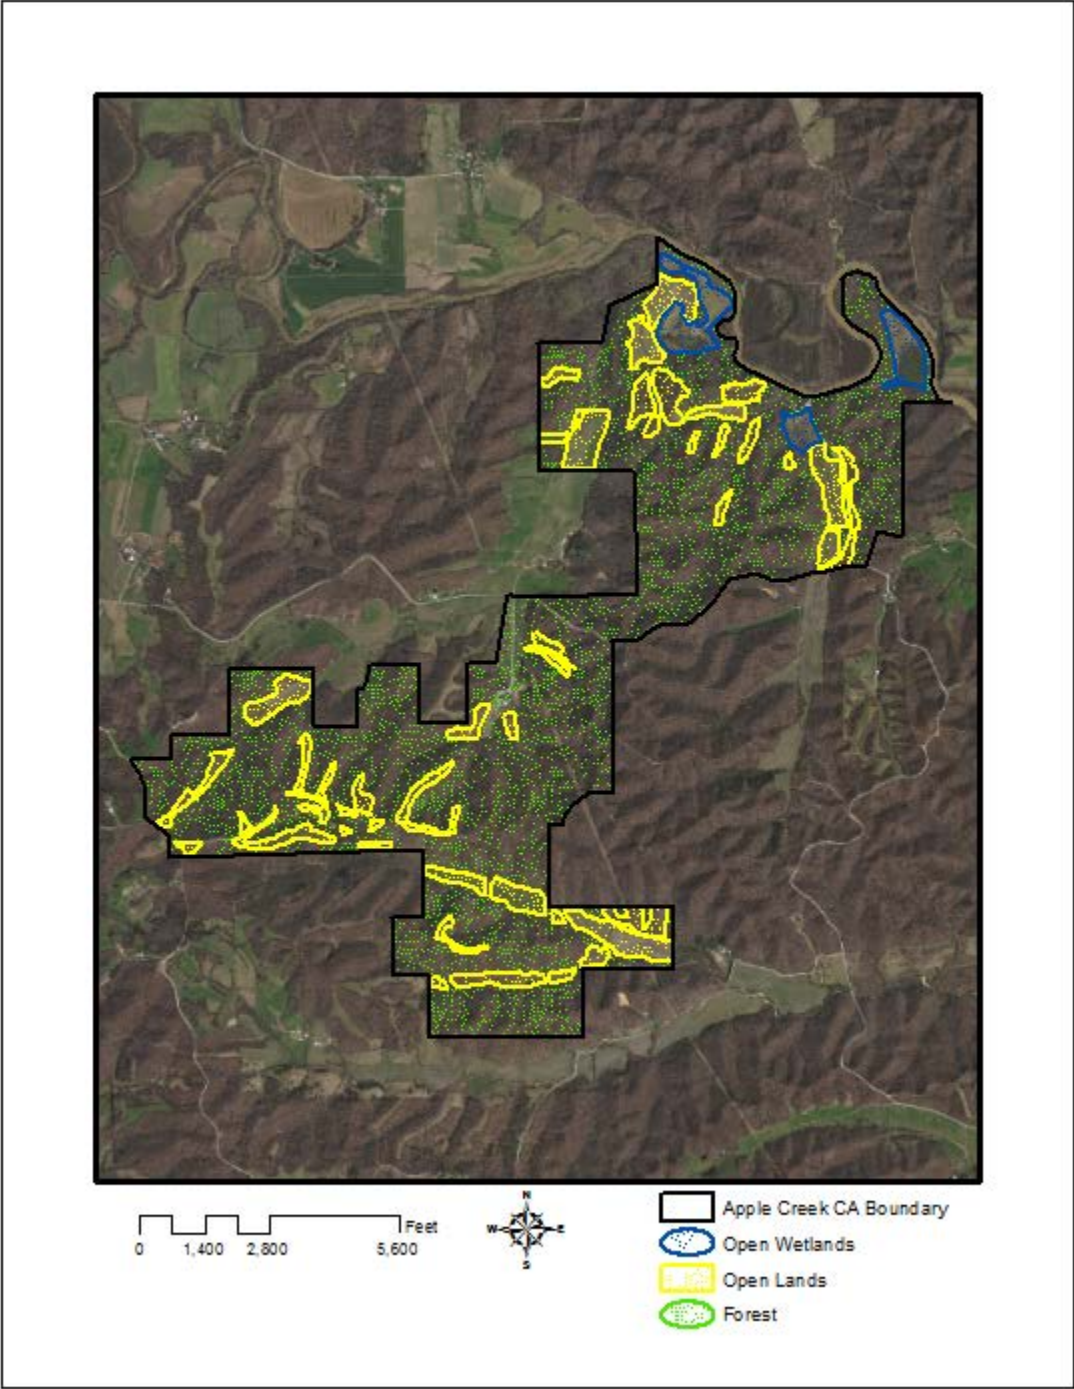 Feet
0 1,400 2,800 5,600
N
W E
S
Apple Creek CA Boundary
Open Wetlands
Open Lands
Forest